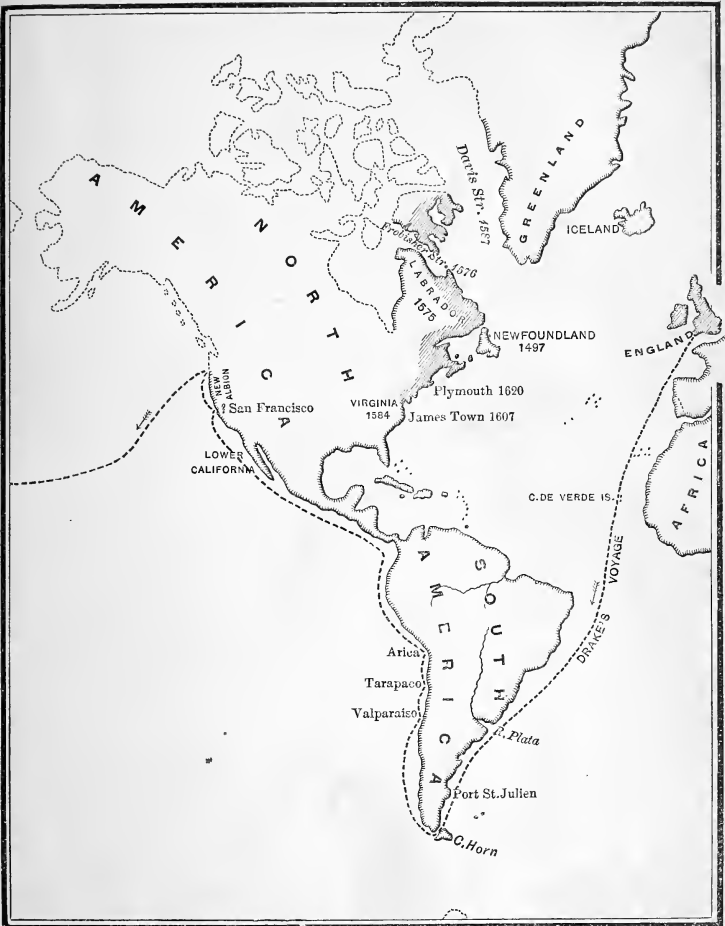 GREENLAND
Davis Str. 1587
ICELAND
NORTH
AMERICA
Frobisher Str. 1576
LABRADOR
1575
NEWFOUNDLAND
1497
ENGLAND
NEW
ALBION
San Francisco
VIRGINIA
1584
Plymouth 1620
James Town 1607
LOWER
CALIFORNIA
C. DE VERDE IS.
AFRICA
DRAKE'S VOYAGE
SOUTH
AMERICA
Arica
Tarapaco
Valparaiso
R. Plata
Port St. Julien
C. Horn